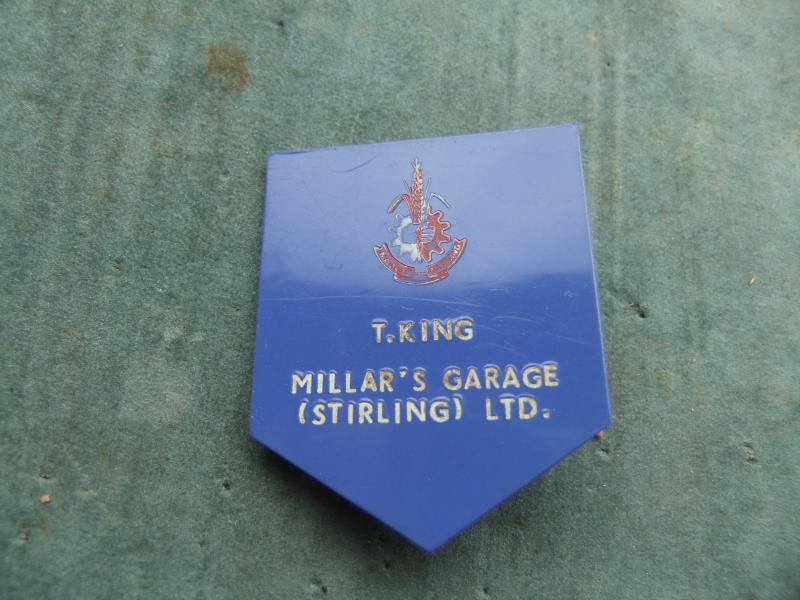 T.KING
MILLAR'S GARAGE
(STIRLING) LTD.